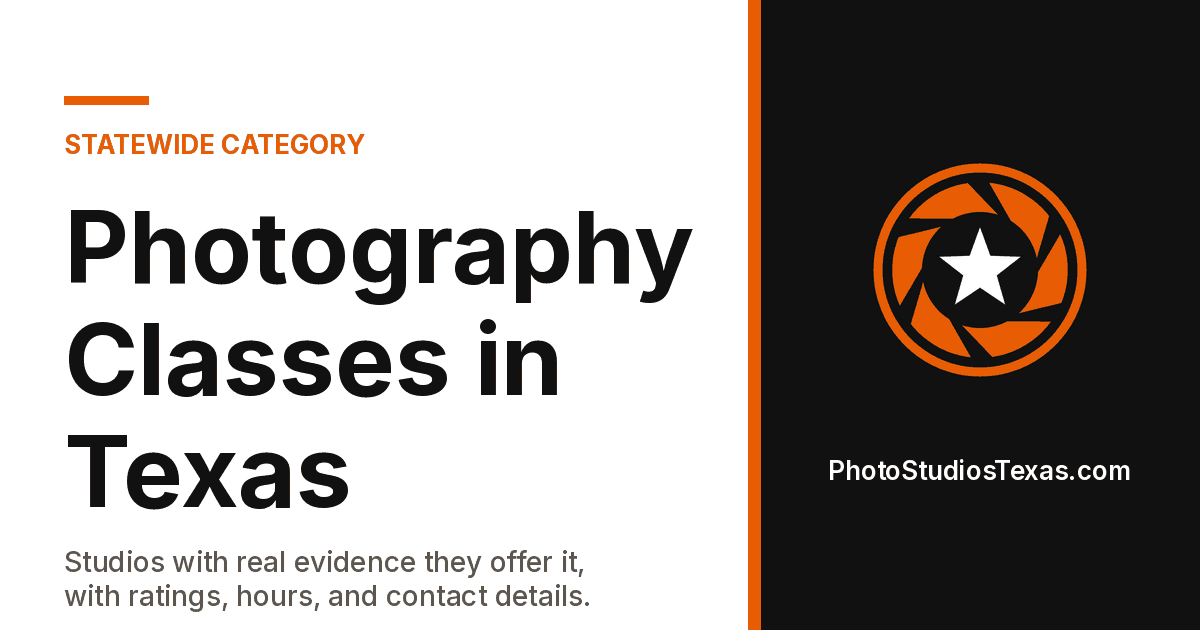 STATEWIDE CATEGORY
Photography
Classes in
Texas
Studios with real evidence they offer it,
with ratings, hours, and contact details.
PhotoStudiosTexas.com